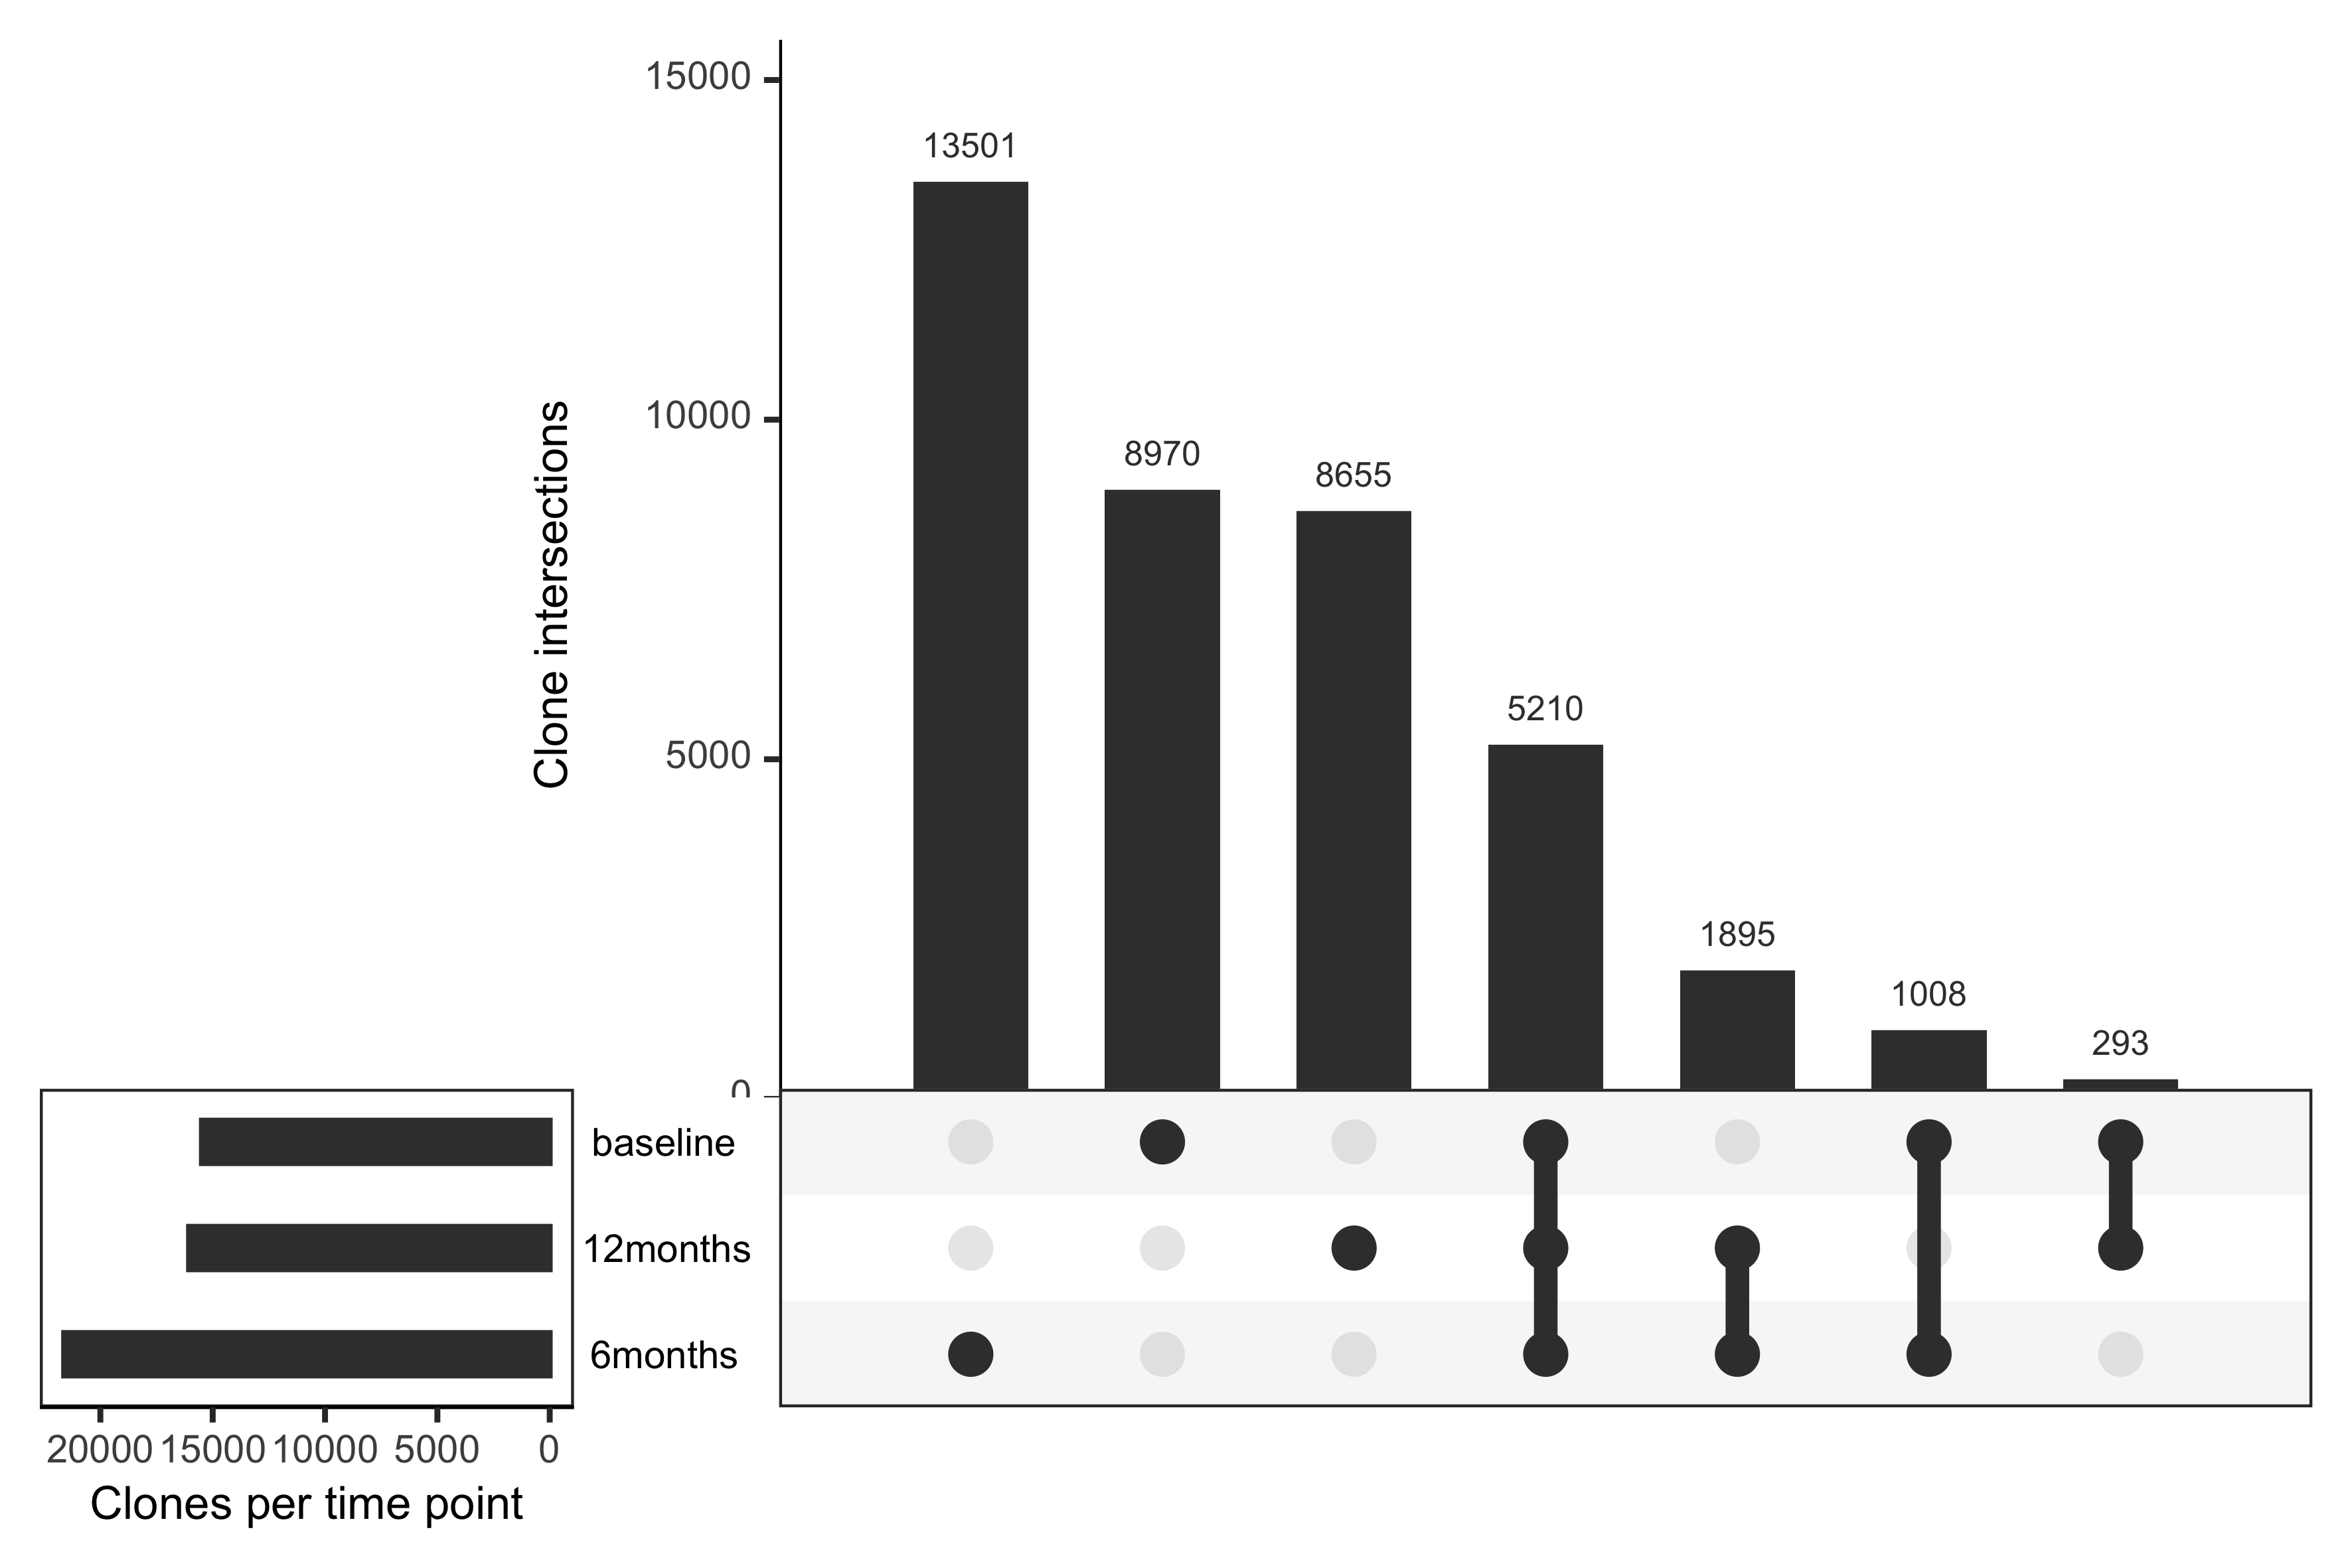 15000
13501
10000
8970
8655
Clone intersections
5000
5210
1895
1008
293
0
baseline
12months
6months
20000 15000 10000 5000 0
Clones per time point